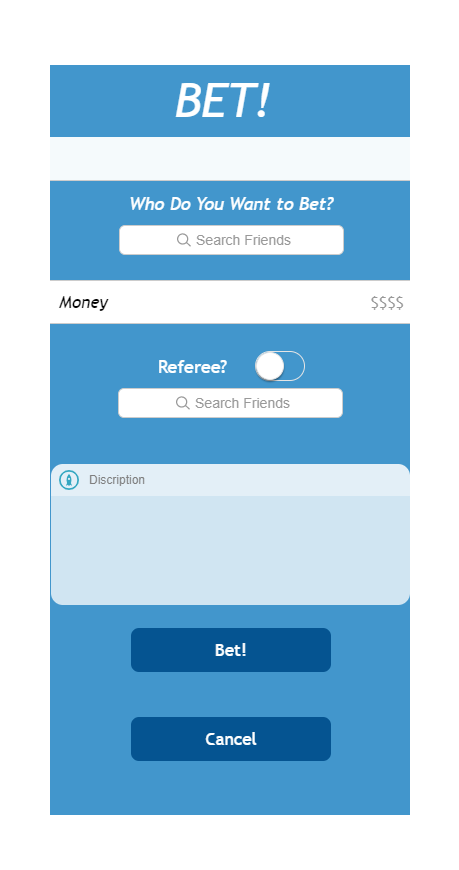 BET!
Who Do You Want to Bet?
Search Friends
Money $$$$
Referee?
Search Friends
Discription
Bet!
Cancel